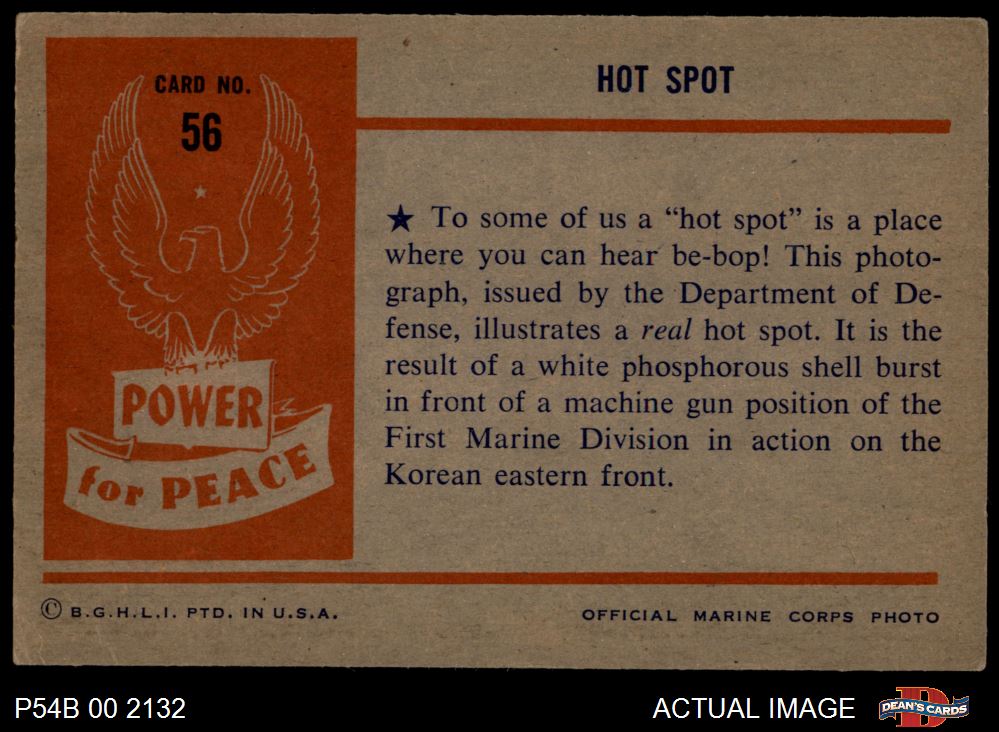 CARD NO.
56
POWER
for PEACE
HOT SPOT
★ To some of us a “hot spot” is a place
where you can hear be-bop! This photo-
graph, issued by the Department of De-
fense, illustrates a real hot spot. It is the
result of a white phosphorous shell burst
in front of a machine gun position of the
First Marine Division in action on the
Korean eastern front.
© B.G.H.L.I. PTD. IN U.S.A.
OFFICIAL MARINE CORPS PHOTO
P54B 00 2132
ACTUAL IMAGE
D
DEAN'S CARDS